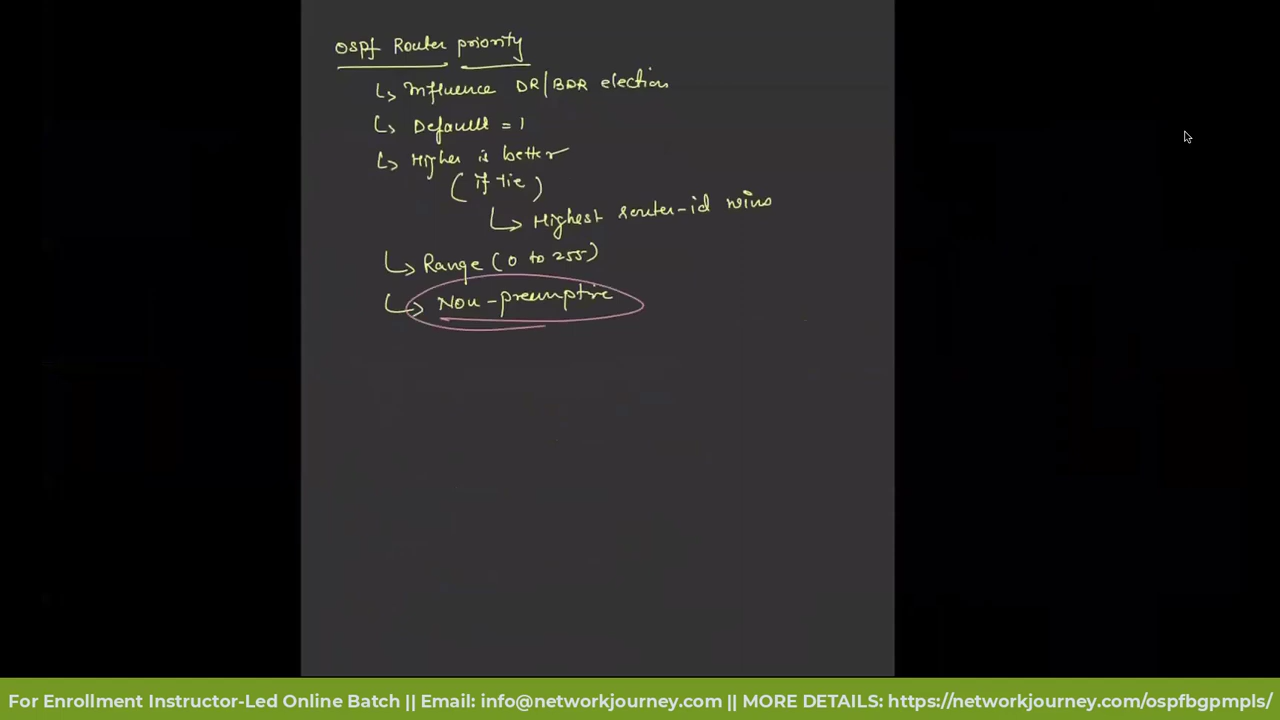 ospf Router priority
↳ Influence DR/BDR election
↳ Default = 1
↳ Higher is better
(if tie)
↳ Highest router-id wins
↳ Range (0 to 255)
↳ Non-preemptive
For Enrollment Instructor-Led Online Batch || Email: info@networkjourney.com || MORE DETAILS: https://networkjourney.com/ospfbgpmpls/